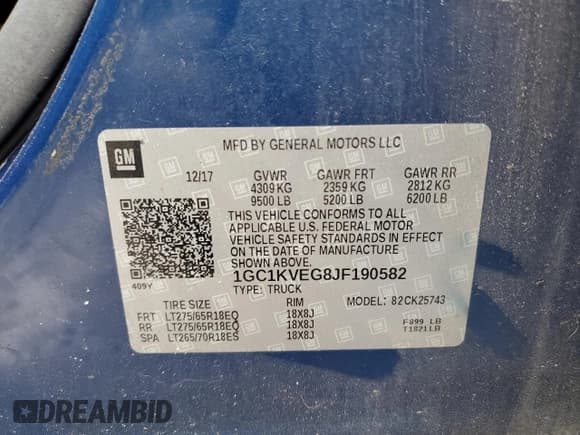 GM
MFD BY GENERAL MOTORS LLC
12/17 GVWR GAWR FRT GAWR RR
4309 KG 2359 KG 2812 KG
9500 LB 5200 LB 6200 LB
THIS VEHICLE CONFORMS TO ALL
APPLICABLE U.S. FEDERAL MOTOR
VEHICLE SAFETY STANDARDS IN EFFECT
ON THE DATE OF MANUFACTURE
SHOWN ABOVE.
1GC1KVEG8JF190582
409Y TYPE: TRUCK
TIRE SIZE RIM MODEL: 82CK25743
FRT LT275/65R18EQ 18X8J F899 LB
RR LT275/65R18EQ 18X8J T1821LB
SPA LT265/70R18ES 18X8J
DREAMBID